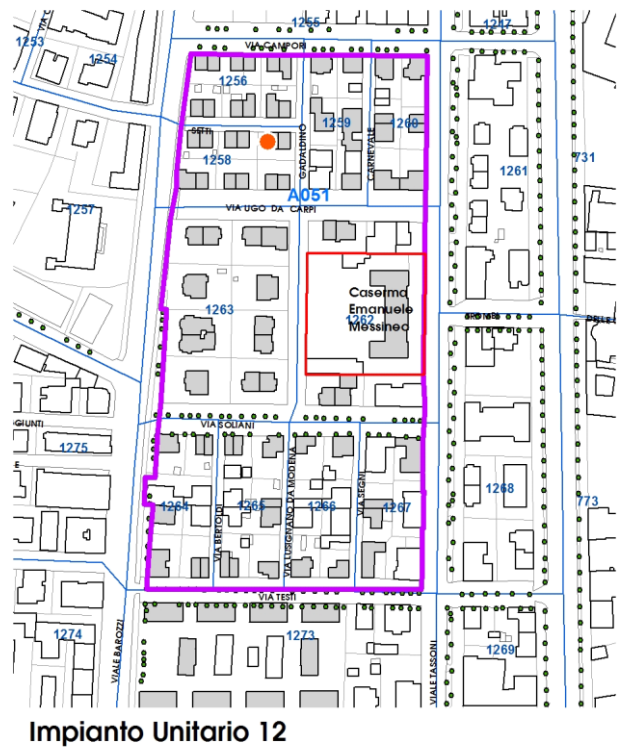 1255
1247
1253
VIA CAMPORI
1254
1256
1259
1260
SETTI
1258
GADALDINO
CARNEVALE
731
1261
A051
1257
VIA UGO DA CARPI
Caserma
1263
1262
Emanuele
Messineo
VIA SOLIANI
GIUNTI
1275
E
VIA LUSIGNANO DA MODENA
VIA SEGNI
1268
773
1264
1265
1266
1267
VIA BERTOLDI
VIA TESTI
1274
1273
1269
VIALE BAROZZI
VIALE TASSONI
Impianto Unitario 12